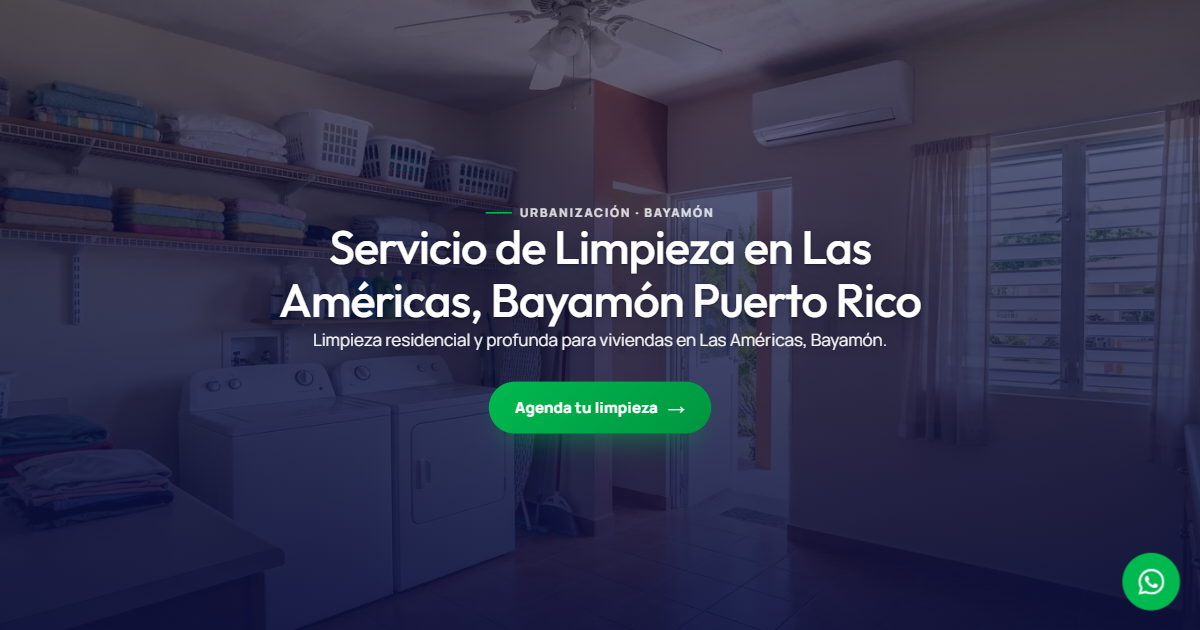 URBANIZACIÓN · BAYAMÓN
Servicio de Limpieza en Las
Américas, Bayamón Puerto Rico
Limpieza residencial y profunda para viviendas en Las Américas, Bayamón.
Agenda tu limpieza →